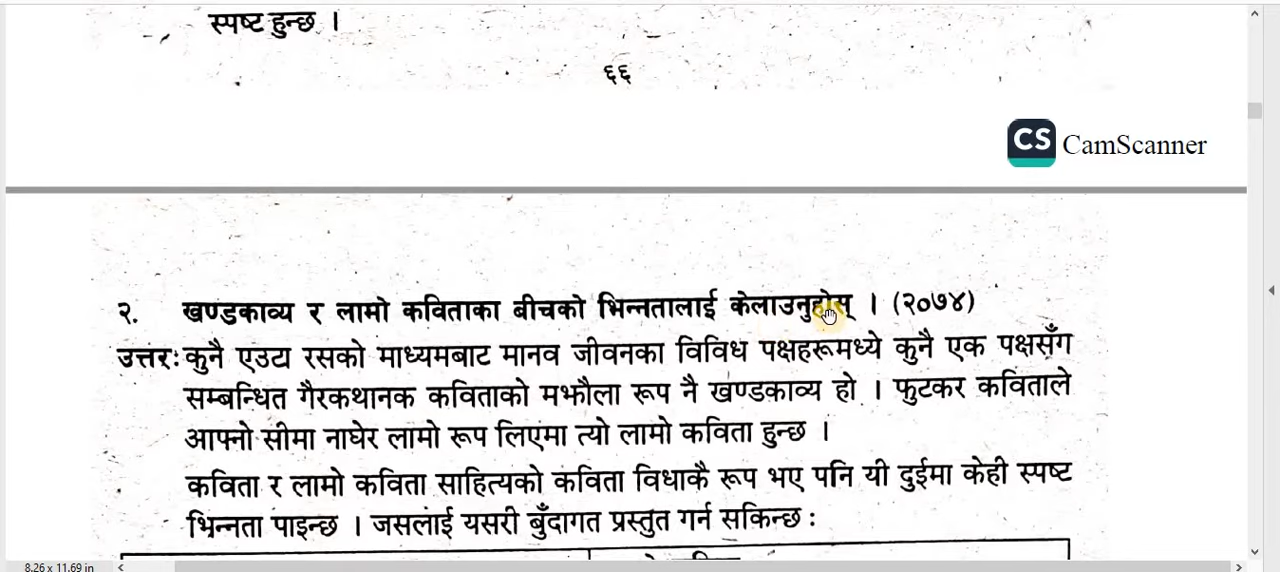 स्पष्ट हुन्छ ।
६६
CS CamScanner
२. खण्डकाव्य र लामो कविताका बीचको भिन्नतालाई केलाउनुहोस् । (२०७४)
उत्तरः कुनै एउटा रसको माध्यमबाट मानव जीवनका विविध पक्षहरूमध्ये कुनै एक पक्षसँग
सम्बन्धित गैरकथानक कविताको मझौला रूप नै खण्डकाव्य हो । फुटकर कविताले
आफ्नो सीमा नाघेर लामो रूप लिएमा त्यो लामो कविता हुन्छ ।
कविता र लामो कविता साहित्यको कविता विधाकै रूप भए पनि यी दुईमा केही स्पष्ट
भिन्नता पाइन्छ । जसलाई यसरी बुँदागत प्रस्तुत गर्न सकिन्छ :
8.26 x 11.69 in